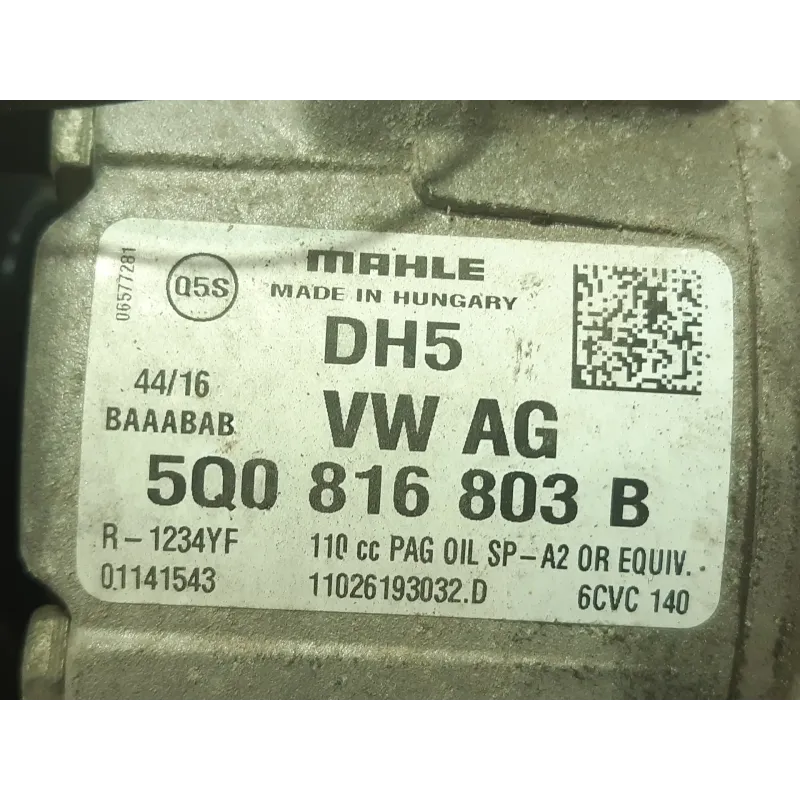 06577281
Q5S
MAHLE
MADE IN HUNGARY
DH5
44/16
BAAABAB
VW AG
5Q0 816 803 B
R-1234YF
110 cc PAG OIL SP-A2 OR EQUIV.
01141543
11026193032.D
6CVC 140